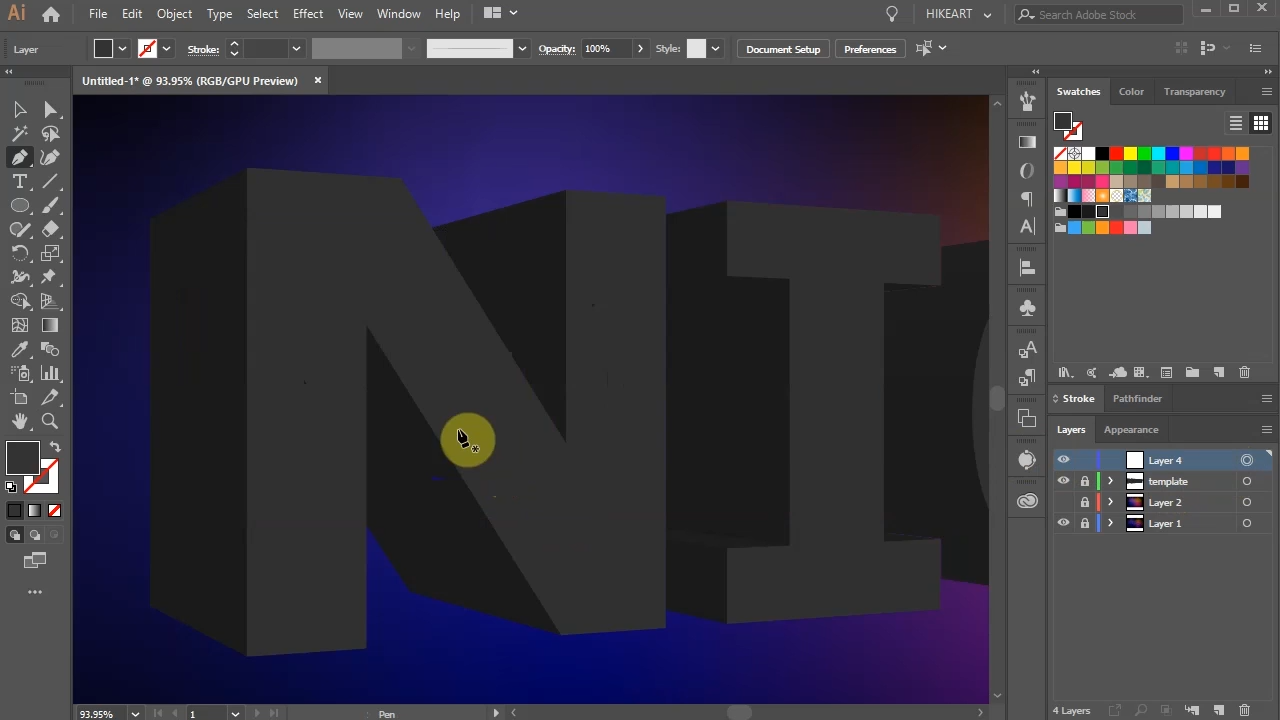 Ai File Edit Object Type Select Effect View Window Help HIKEART Search Adobe Stock
Layer Stroke: Opacity: 100% Style: Document Setup Preferences
Untitled-1* @ 93.95% (RGB/GPU Preview) ×
Swatches Color Transparency
NI
Stroke Pathfinder
Layers Appearance
Layer 4
template
Layer 2
Layer 1
93.95% 1 Pen 4 Layers